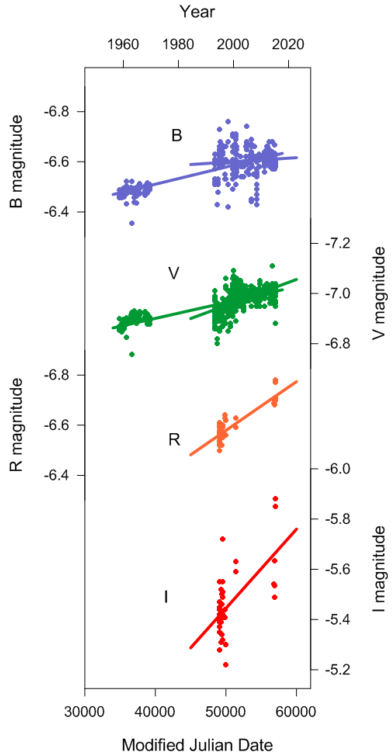 Year
1960 1980 2000 2020
-6.8
-6.6
-6.4
B magnitude
B
-7.2
-7.0
-6.8
V magnitude
V
-6.8
-6.6
-6.4
R magnitude
R
-6.0
-5.8
-5.6
-5.4
-5.2
I magnitude
I
30000 40000 50000 60000
Modified Julian Date